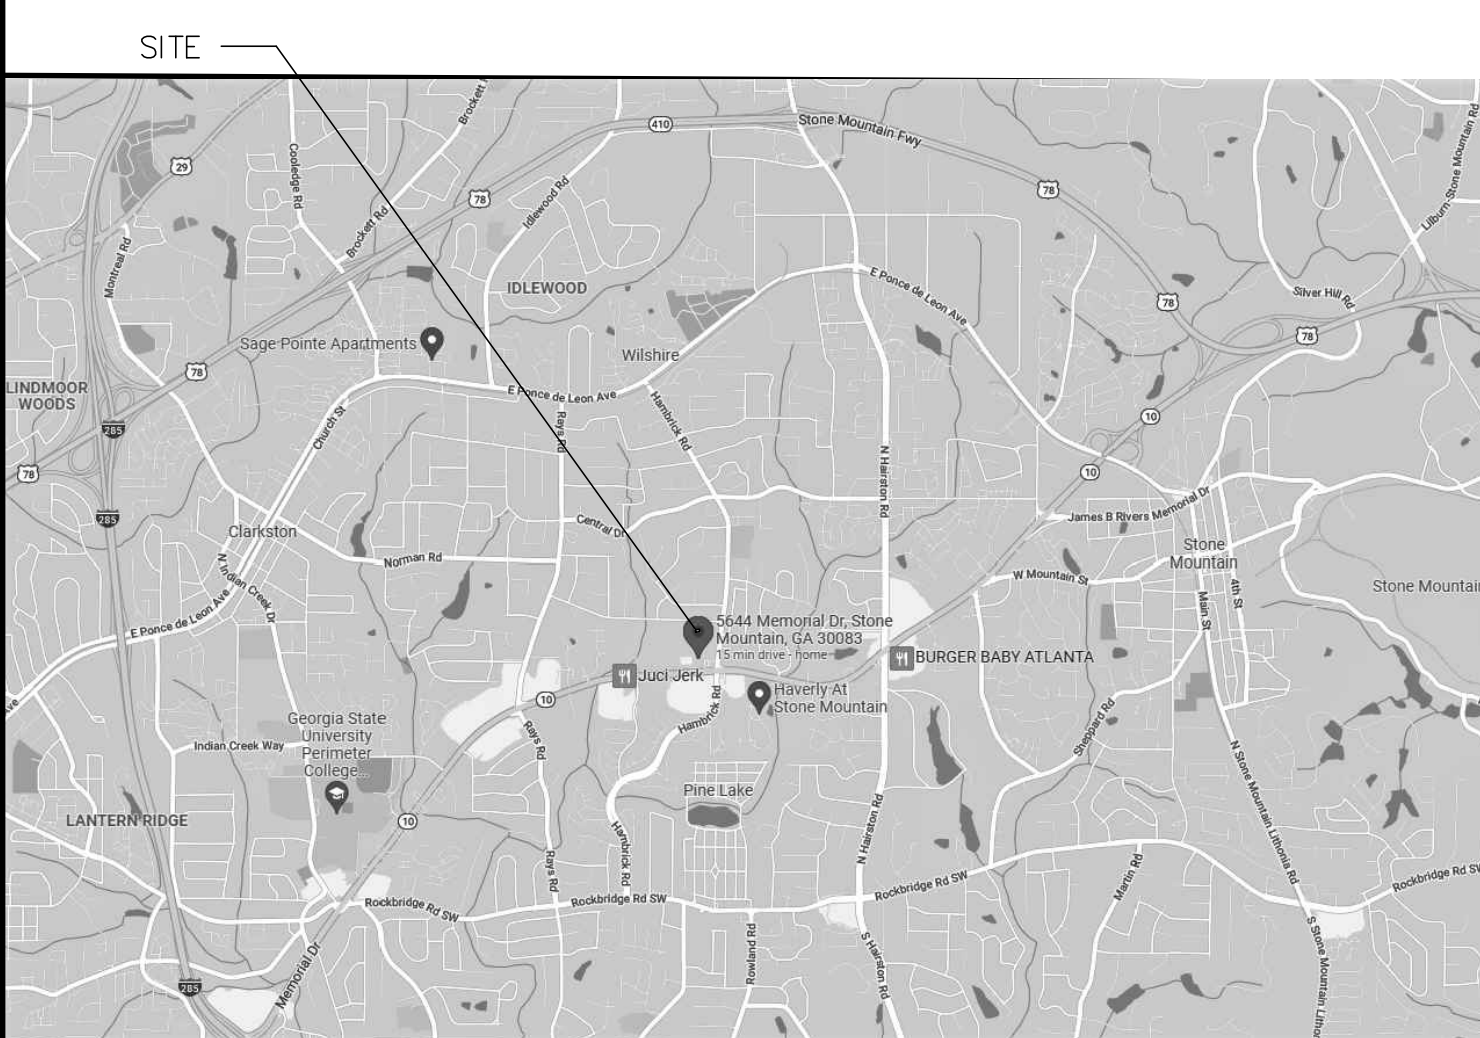 SITE
410
Stone Mountain Fwy
Brockett
29
Cooledge Rd
78
78
Idlewood Rd
Brockett Rd
Lilburn-Stone Mountain Rd
Montreal Rd
IDLEWOOD
E Ponce de Leon Ave
Silver Hill Rd
78
78
Sage Pointe Apartments
Wilshire
78
LINDMOOR
WOODS
E Ponce de Leon Ave
Hambrick Rd
Church St
Rays Rd
10
285
78
10
N Hairston Rd
285
James B Rivers Memorial Dr
Clarkston
Central Dr
Norman Rd
Stone
Mountain
N Indian Creek Dr
W Mountain St
4th St
Main St
Stone Mountai
E Ponce de Leon Ave
5644 Memorial Dr, Stone
Mountain, GA 30083
15 min drive - home
BURGER BABY ATLANTA
Juci Jerk
10
10
Haverly At
Stone Mountain
Hambrick Rd
Ave
Georgia State
University
Perimeter
College...
Indian Creek Way
Rays Rd
Sheppard Rd
Pine Lake
N Stone Mountain Lithonia Rd
LANTERN RIDGE
10
N Hairston Rd
Hambrick Rd
Rays Rd
Martin Rd
Rockbridge Rd SW
Rockbridge Rd SW
Rockbridge Rd SW
Rockbridge Rd SW
Memorial Dr
Rowland Rd
S Hairston Rd
S Stone Mountain Lithon
285